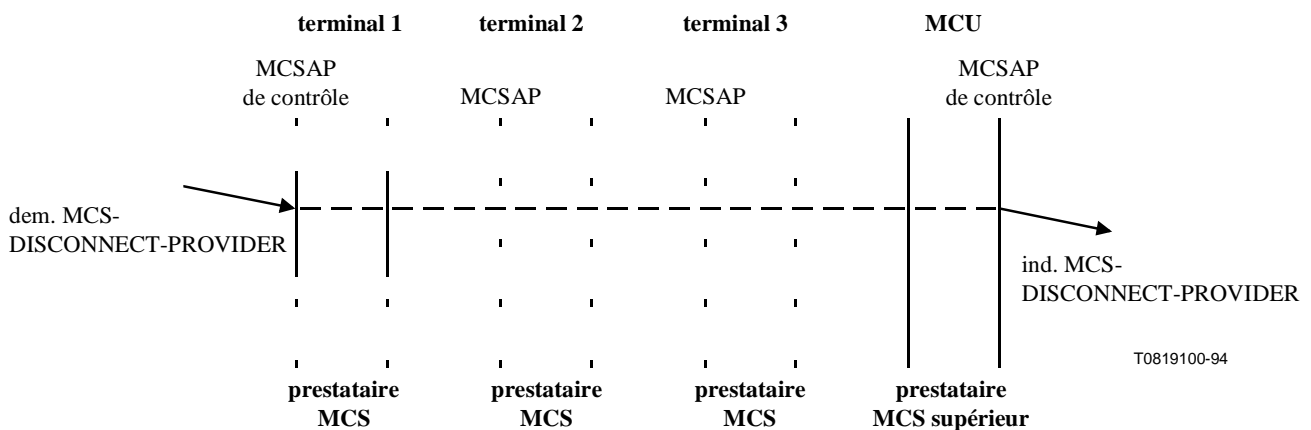 terminal 1 terminal 2 terminal 3 MCU
MCSAP
de contrôle
MCSAP
MCSAP
MCSAP
de contrôle
dem. MCS-
DISCONNECT-PROVIDER
ind. MCS-
DISCONNECT-PROVIDER
T0819100-94
prestataire
MCS
prestataire
MCS
prestataire
MCS
prestataire
MCS supérieur